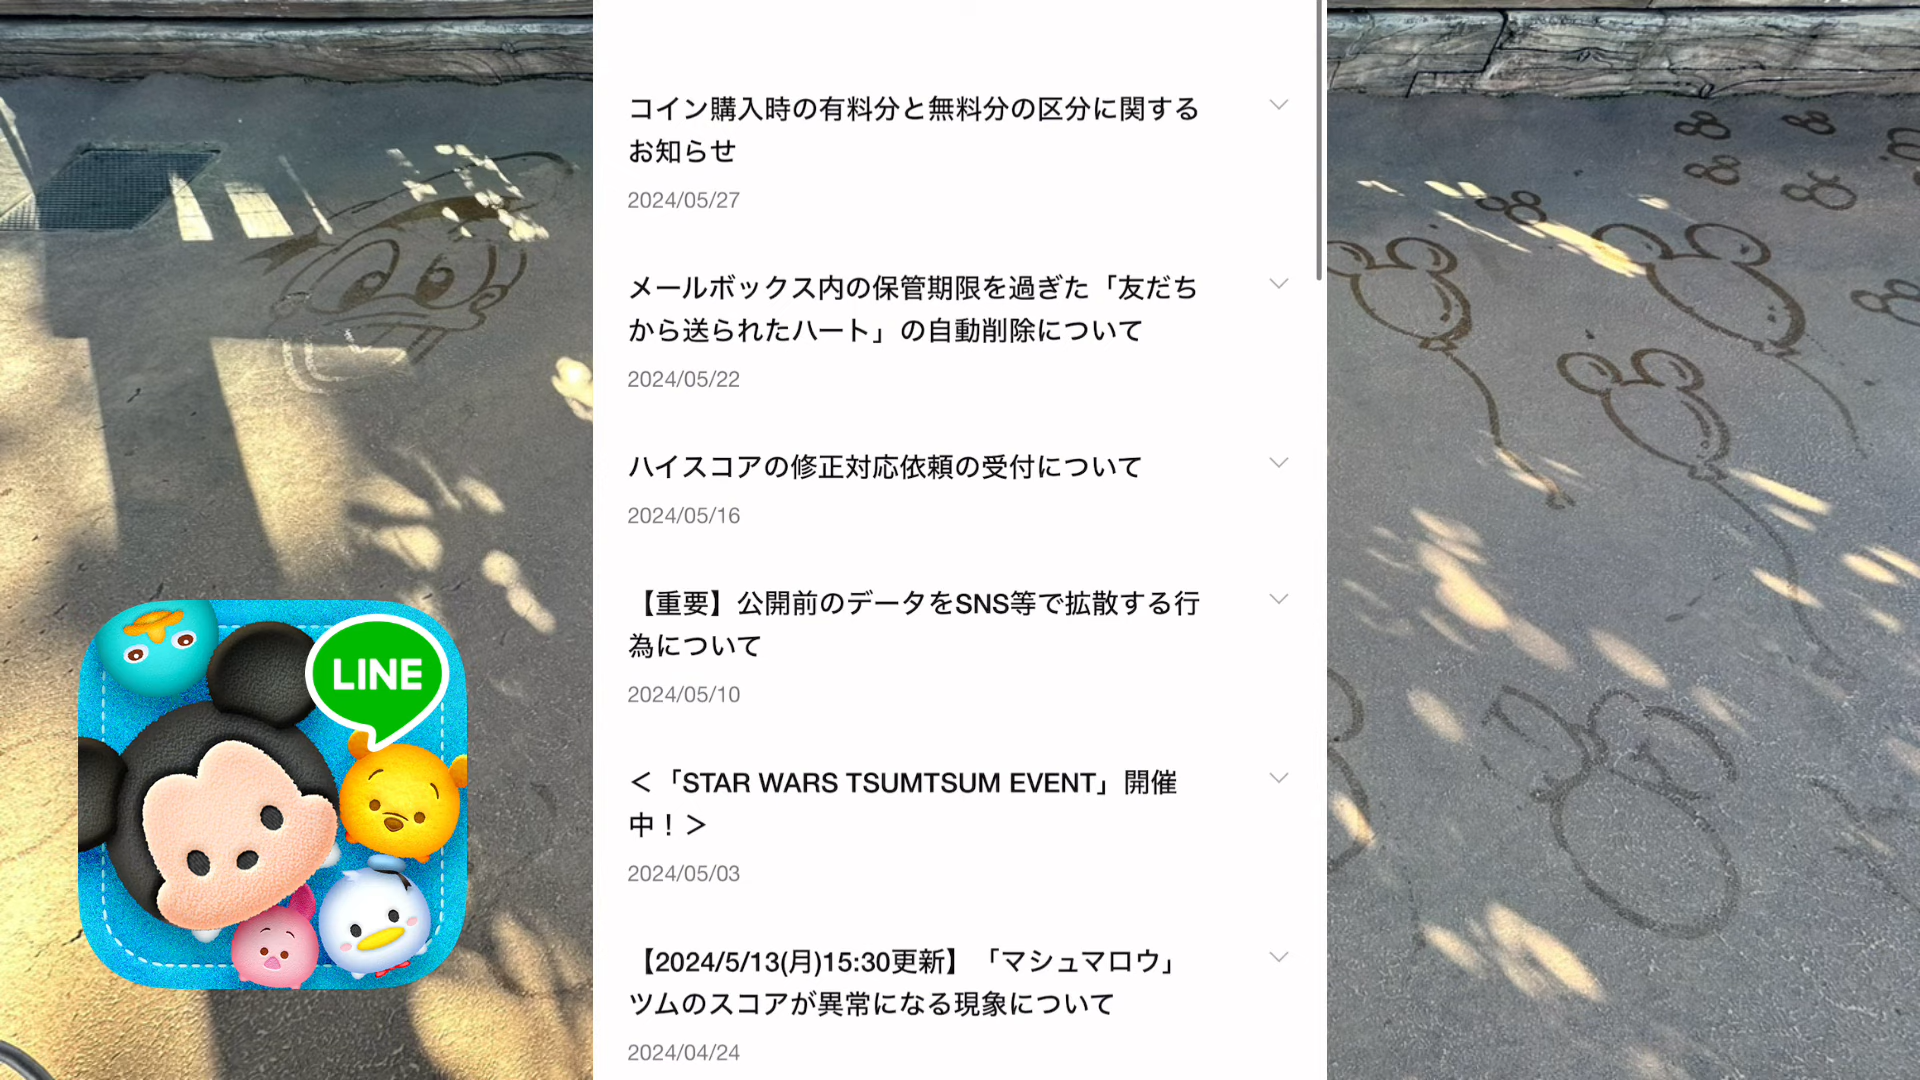 コイン購入時の有料分と無料分の区分に関する
お知らせ
2024/05/27
メールボックス内の保管期限を過ぎた「友だち
から送られたハート」の自動削除について
2024/05/22
ハイスコアの修正対応依頼の受付について
2024/05/16
【重要】公開前のデータをSNS等で拡散する行
為について
2024/05/10
＜「STAR WARS TSUMTSUM EVENT」開催
中！＞
2024/05/03
【2024/5/13(月)15:30更新】「マシュマロウ」
ツムのスコアが異常になる現象について
2024/04/24
LINE